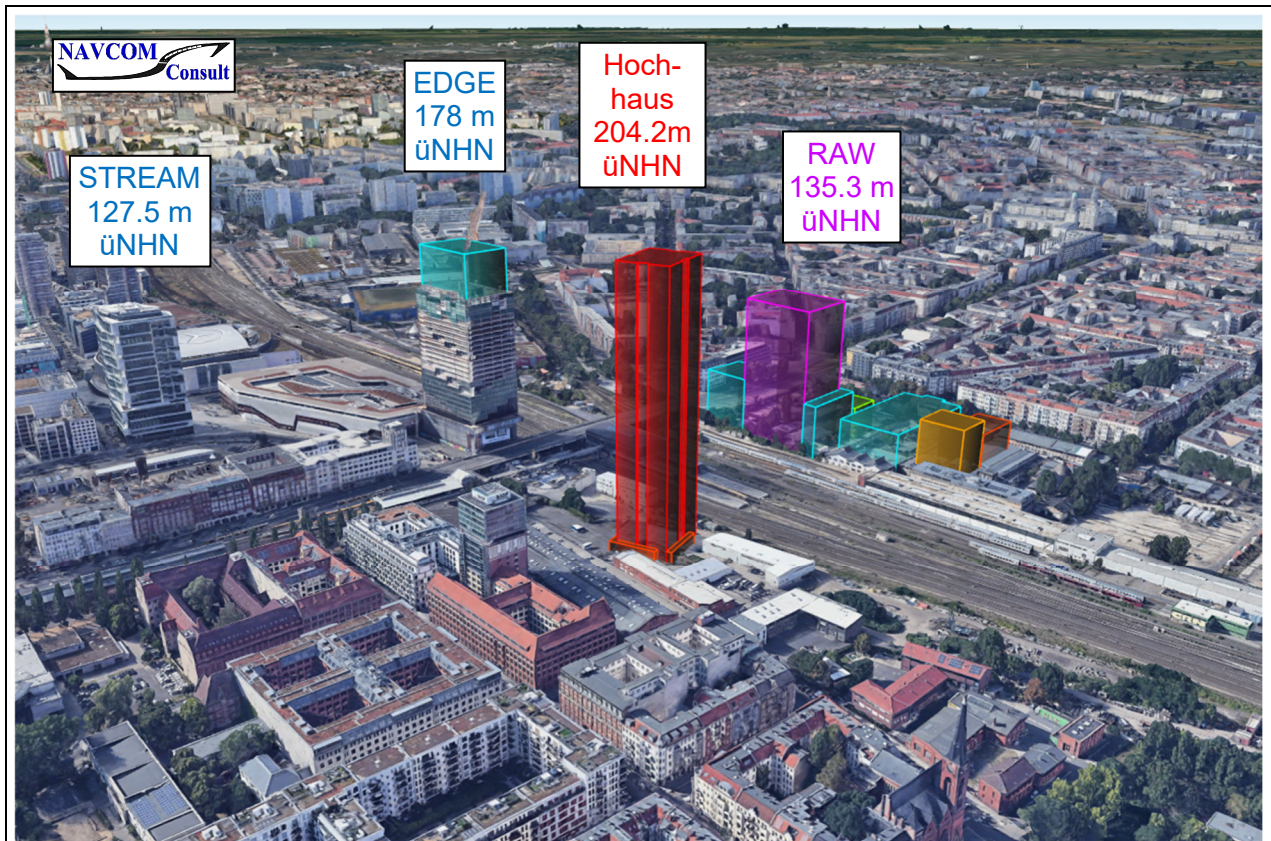 NAVCOM
Consult
STREAM
127.5 m
üNHN
EDGE
178 m
üNHN
Hoch-
haus
204.2m
üNHN
RAW
135.3 m
üNHN